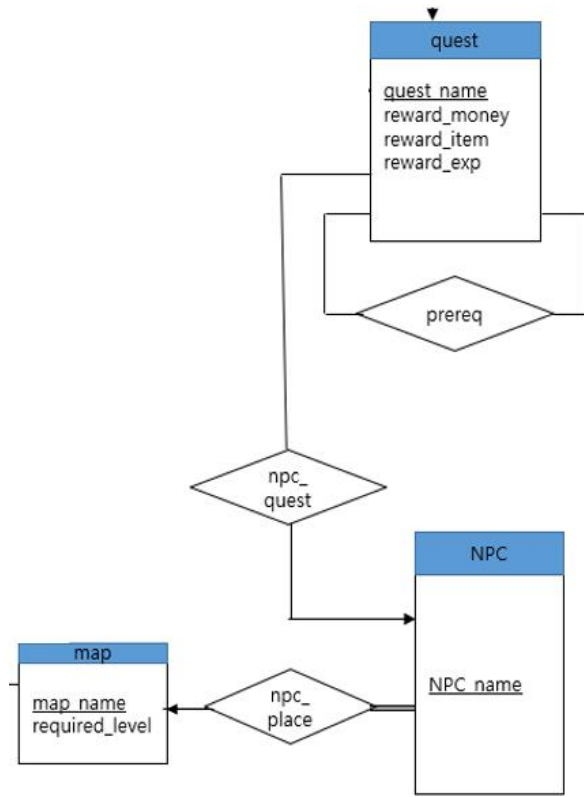 quest
quest_name
reward_money
reward_item
reward_exp
prereq
npc_
quest
NPC
NPC_name
map
map_name
required_level
npc_
place